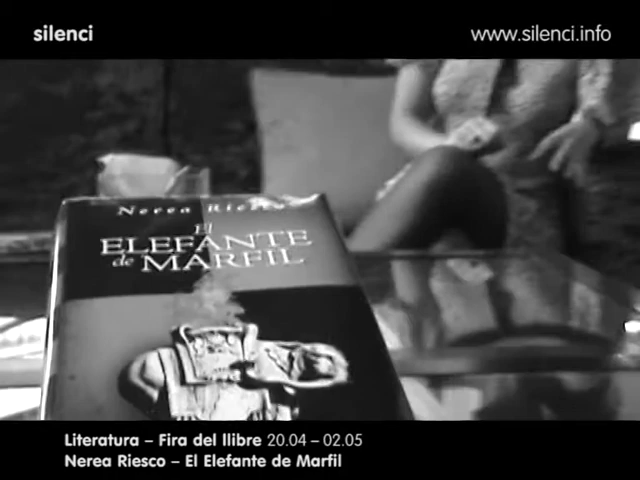 silenci
www.silenci.info
Nerea Riesco
El
ELEFANTE
de MARFIL
Literatura – Fira del llibre 20.04 – 02.05
Nerea Riesco – El Elefante de Marfil